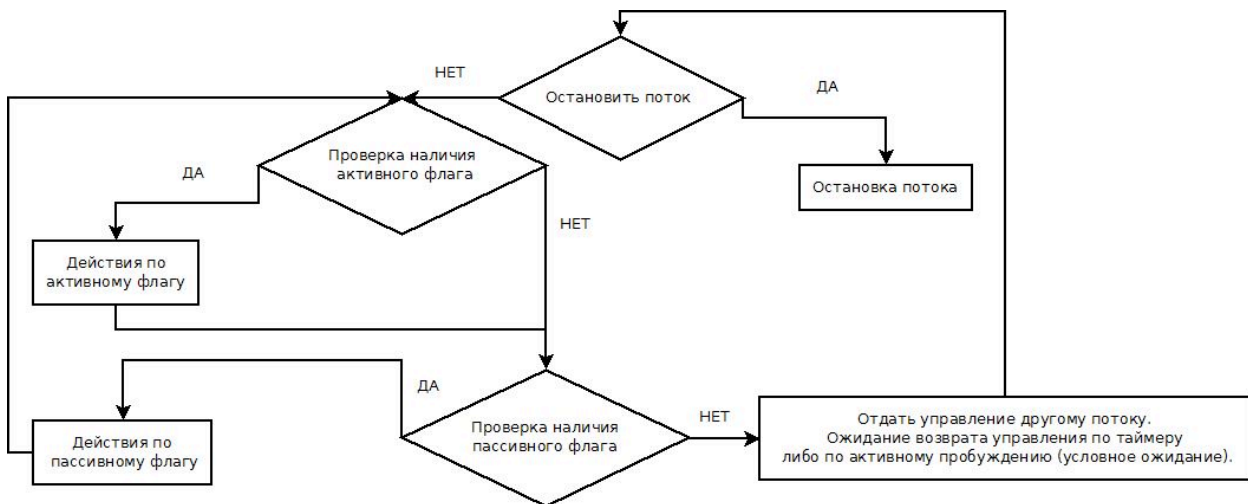 НЕТ
Остановить поток
ДА
Проверка наличия
активного флага
ДА
Остановка потока
НЕТ
Действия по
активному флагу
ДА
НЕТ
Проверка наличия
пассивного флага
Отдать управление другому потоку.
Ожидание возврата управления по таймеру
либо по активному пробуждению (условное ожидание).
Действия по
пассивному флагу